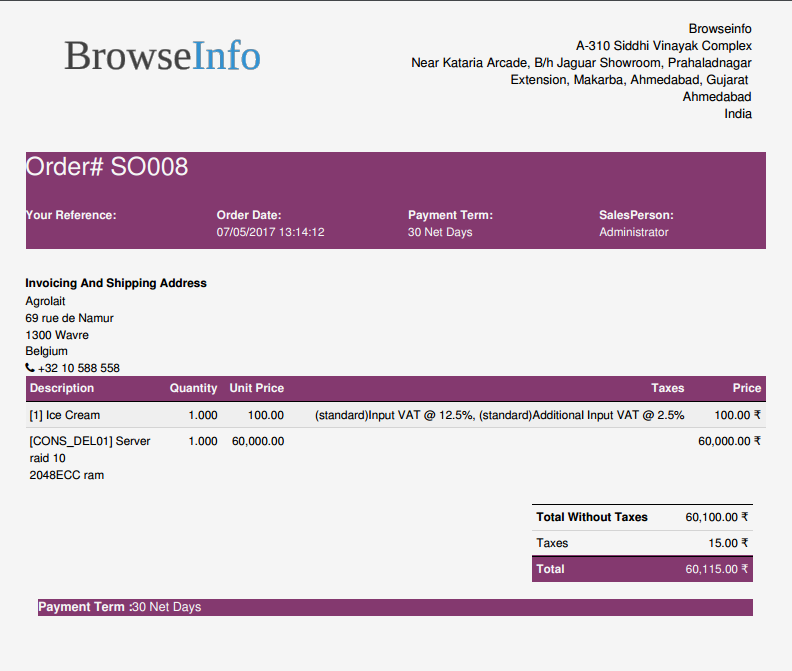 BrowseInfo
Browseinfo
A-310 Siddhi Vinayak Complex
Near Kataria Arcade, B/h Jaguar Showroom, Prahaladnagar
Extension, Makarba, Ahmedabad, Gujarat
Ahmedabad
India
Order# SO008
Your Reference: Order Date: Payment Term: SalesPerson:
07/05/2017 13:14:12 30 Net Days Administrator
Invoicing And Shipping Address
Agrolait
69 rue de Namur
1300 Wavre
Belgium
+32 10 588 558
Description Quantity Unit Price Taxes Price
[1] Ice Cream 1.000 100.00 (standard)Input VAT @ 12.5%, (standard)Additional Input VAT @ 2.5% 100.00 ₹
[CONS_DEL01] Server 1.000 60,000.00 60,000.00 ₹
raid 10
2048ECC ram
Total Without Taxes 60,100.00 ₹
Taxes 15.00 ₹
Total 60,115.00 ₹
Payment Term :30 Net Days